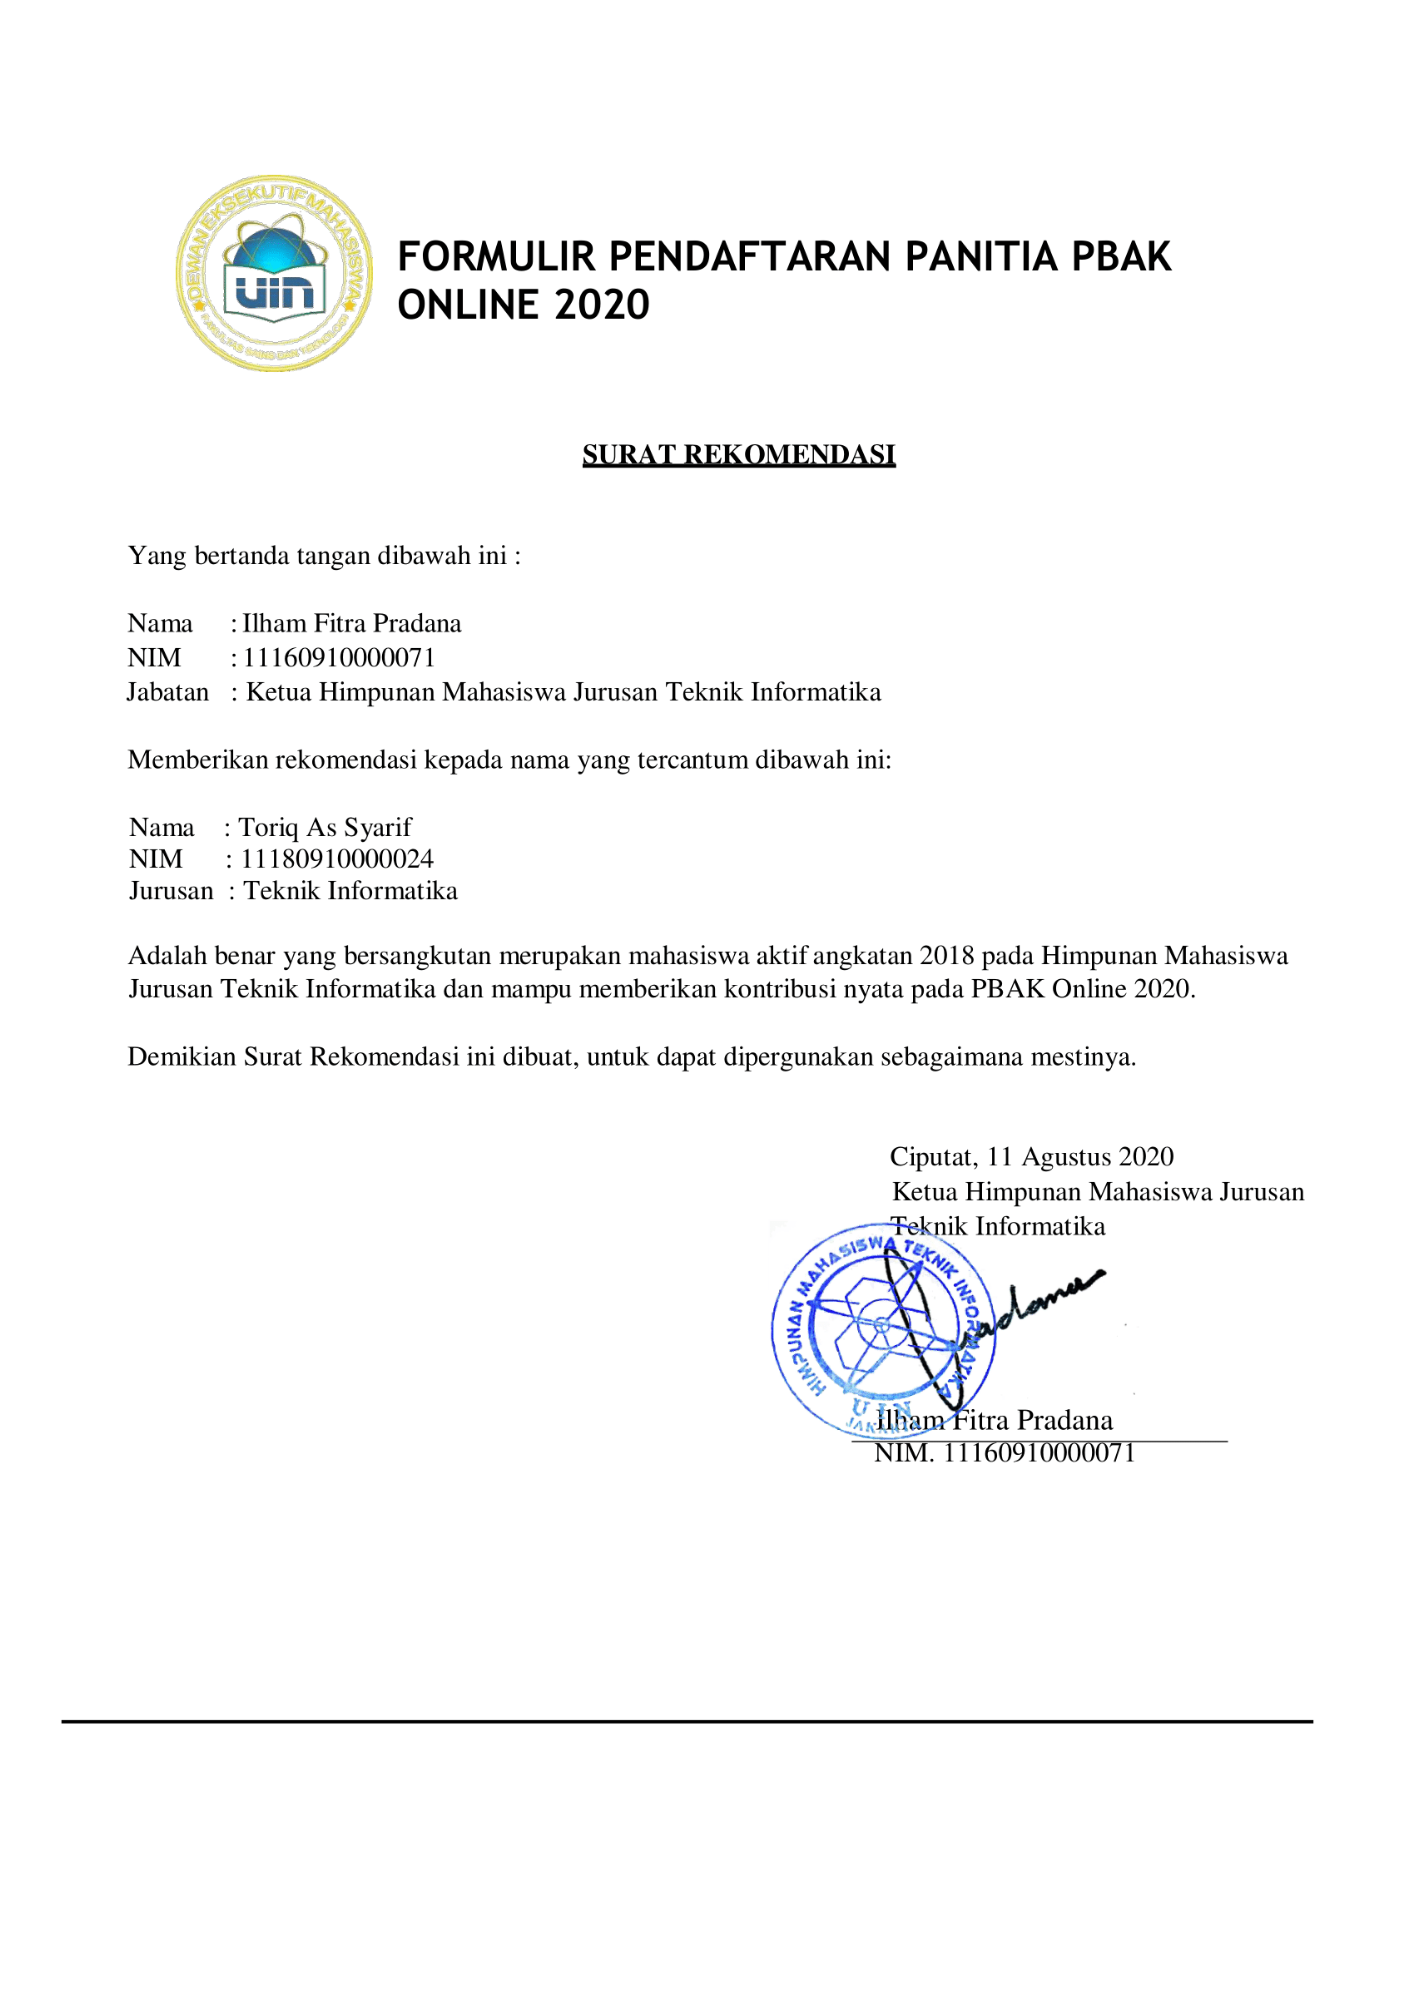 DEWAN EKSEKUTIF MAHASISWA
FAKULTAS SAINS DAN TEKNOLOGI
UIN
FORMULIR PENDAFTARAN PANITIA PBAK
ONLINE 2020
SURAT REKOMENDASI
Yang bertanda tangan dibawah ini :
Nama : Ilham Fitra Pradana
NIM : 11160910000071
Jabatan : Ketua Himpunan Mahasiswa Jurusan Teknik Informatika
Memberikan rekomendasi kepada nama yang tercantum dibawah ini:
Nama : Toriq As Syarif
NIM : 11180910000024
Jurusan : Teknik Informatika
Adalah benar yang bersangkutan merupakan mahasiswa aktif angkatan 2018 pada Himpunan Mahasiswa
Jurusan Teknik Informatika dan mampu memberikan kontribusi nyata pada PBAK Online 2020.
Demikian Surat Rekomendasi ini dibuat, untuk dapat dipergunakan sebagaimana mestinya.
Ciputat, 11 Agustus 2020
Ketua Himpunan Mahasiswa Jurusan
Teknik Informatika
HIMPUNAN MAHASISWA TEKNIK INFORMATIKA
UIN
JAKARTA
Ilham Fitra Pradana
NIM. 11160910000071